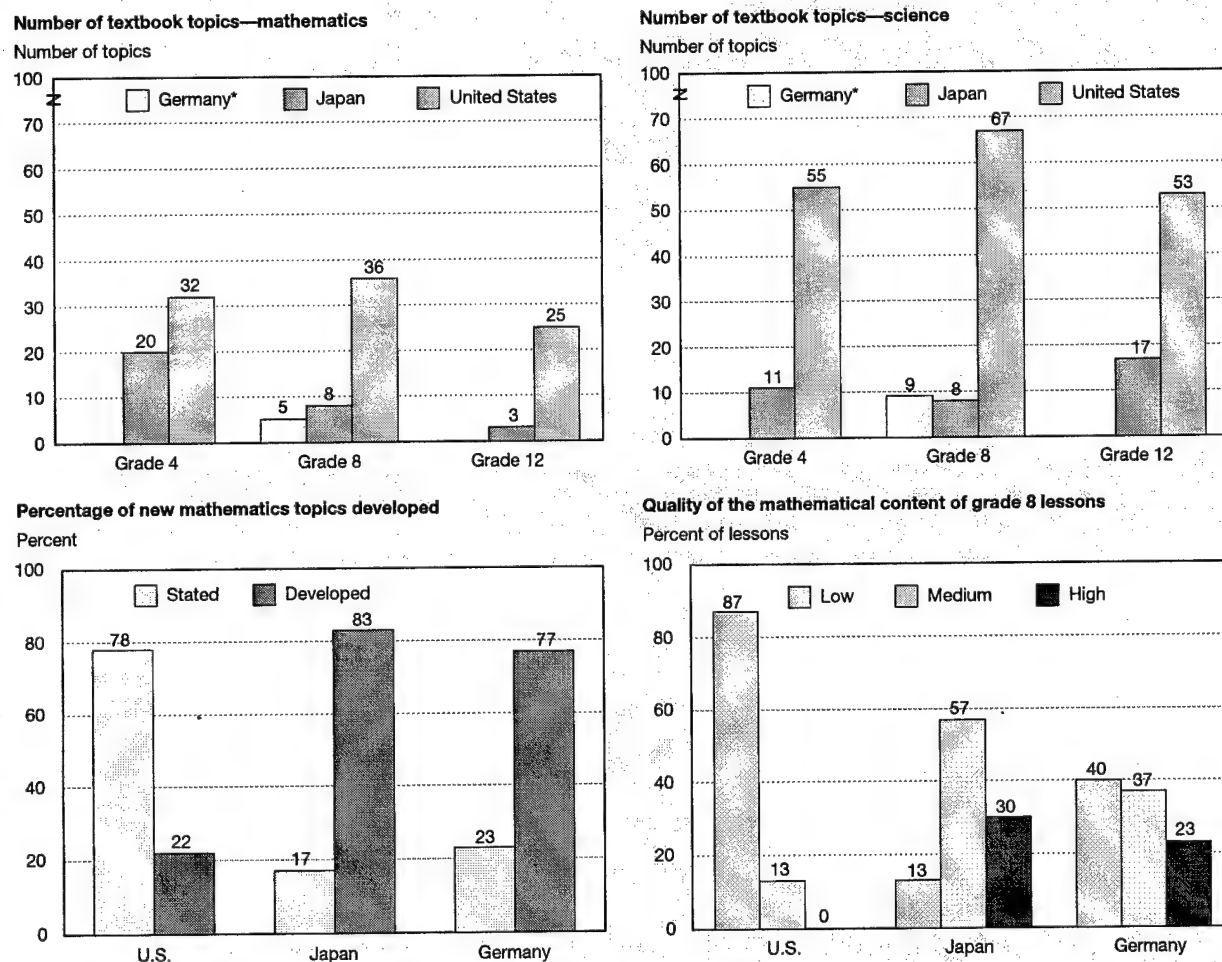 Number of textbook topics—mathematics
Number of topics
100
70
60
50
40
30
20
10
0
Germany*
Japan
United States
20
32
5
8
36
3
25
Grade 4
Grade 8
Grade 12
Number of textbook topics—science
Number of topics
100
70
60
50
40
30
20
10
0
Germany*
Japan
United States
11
55
9
8
67
17
53
Grade 4
Grade 8
Grade 12
Percentage of new mathematics topics developed
Percent
100
80
60
40
20
0
Stated
Developed
78
22
17
83
23
77
U.S.
Japan
Germany
Quality of the mathematical content of grade 8 lessons
Percent of lessons
100
80
60
40
20
0
Low
Medium
High
87
13
0
13
57
30
40
37
23
U.S.
Japan
Germany